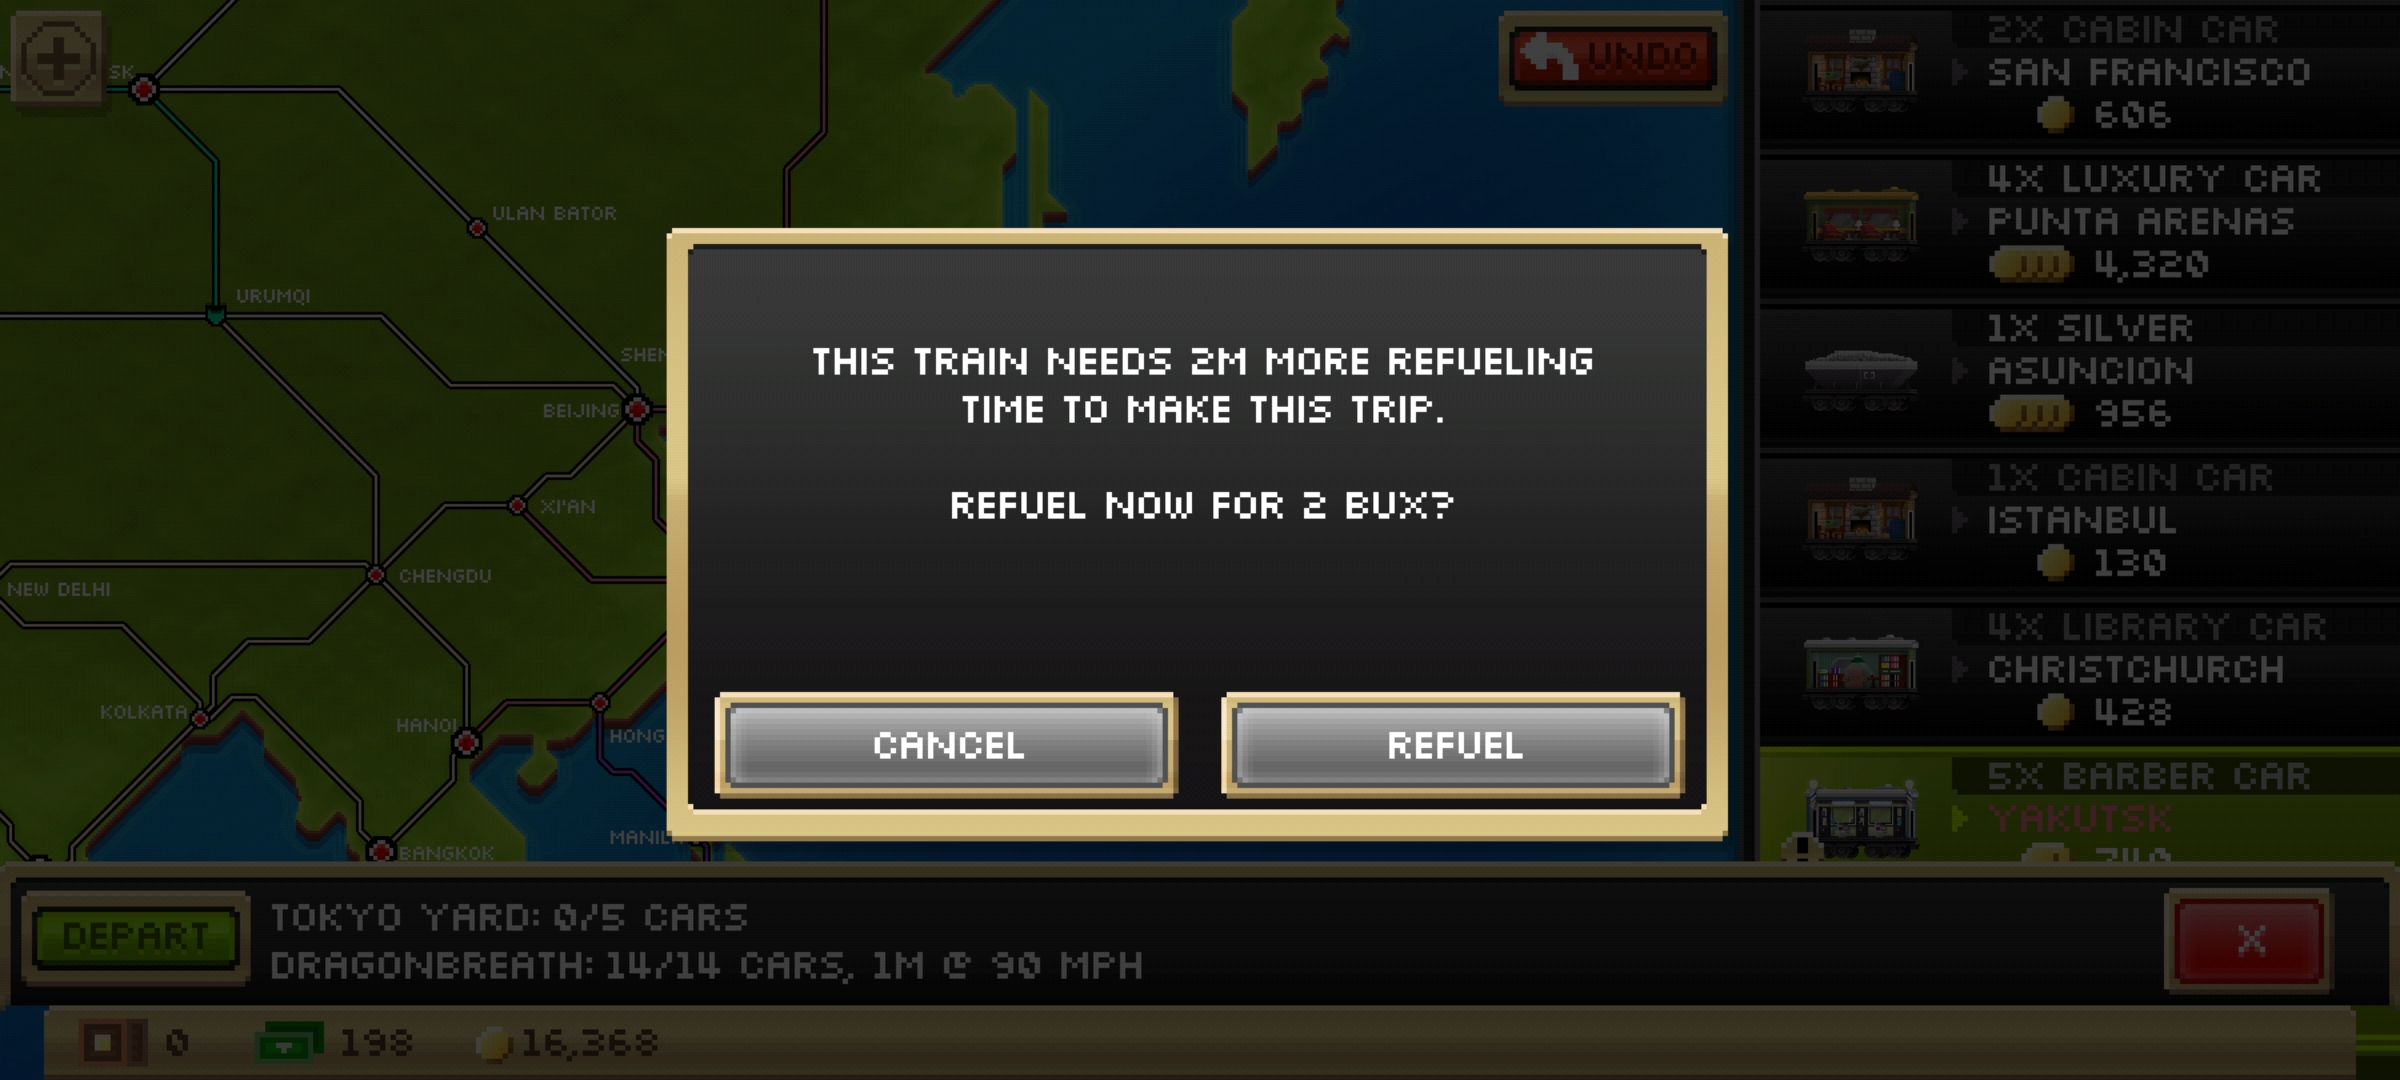 SK
UNDO
ULAN BATOR
URUMQI
SHEN
BEIJING
XI'AN
CHENGDU
NEW DELHI
KOLKATA
HANOI
HONG
MANIL
BANGKOK
2X CABIN CAR
SAN FRANCISCO
606
4X LUXURY CAR
PUNTA ARENAS
4,320
1X SILVER
ASUNCION
956
1X CABIN CAR
ISTANBUL
130
4X LIBRARY CAR
CHRISTCHURCH
428
5X BARBER CAR
YAKUTSK
THIS TRAIN NEEDS 2M MORE REFUELING
TIME TO MAKE THIS TRIP.
REFUEL NOW FOR 2 BUX?
CANCEL
REFUEL
DEPART
TOKYO YARD: 0/5 CARS
DRAGONBREATH: 14/14 CARS, 1M @ 90 MPH
X
0
198
16,368